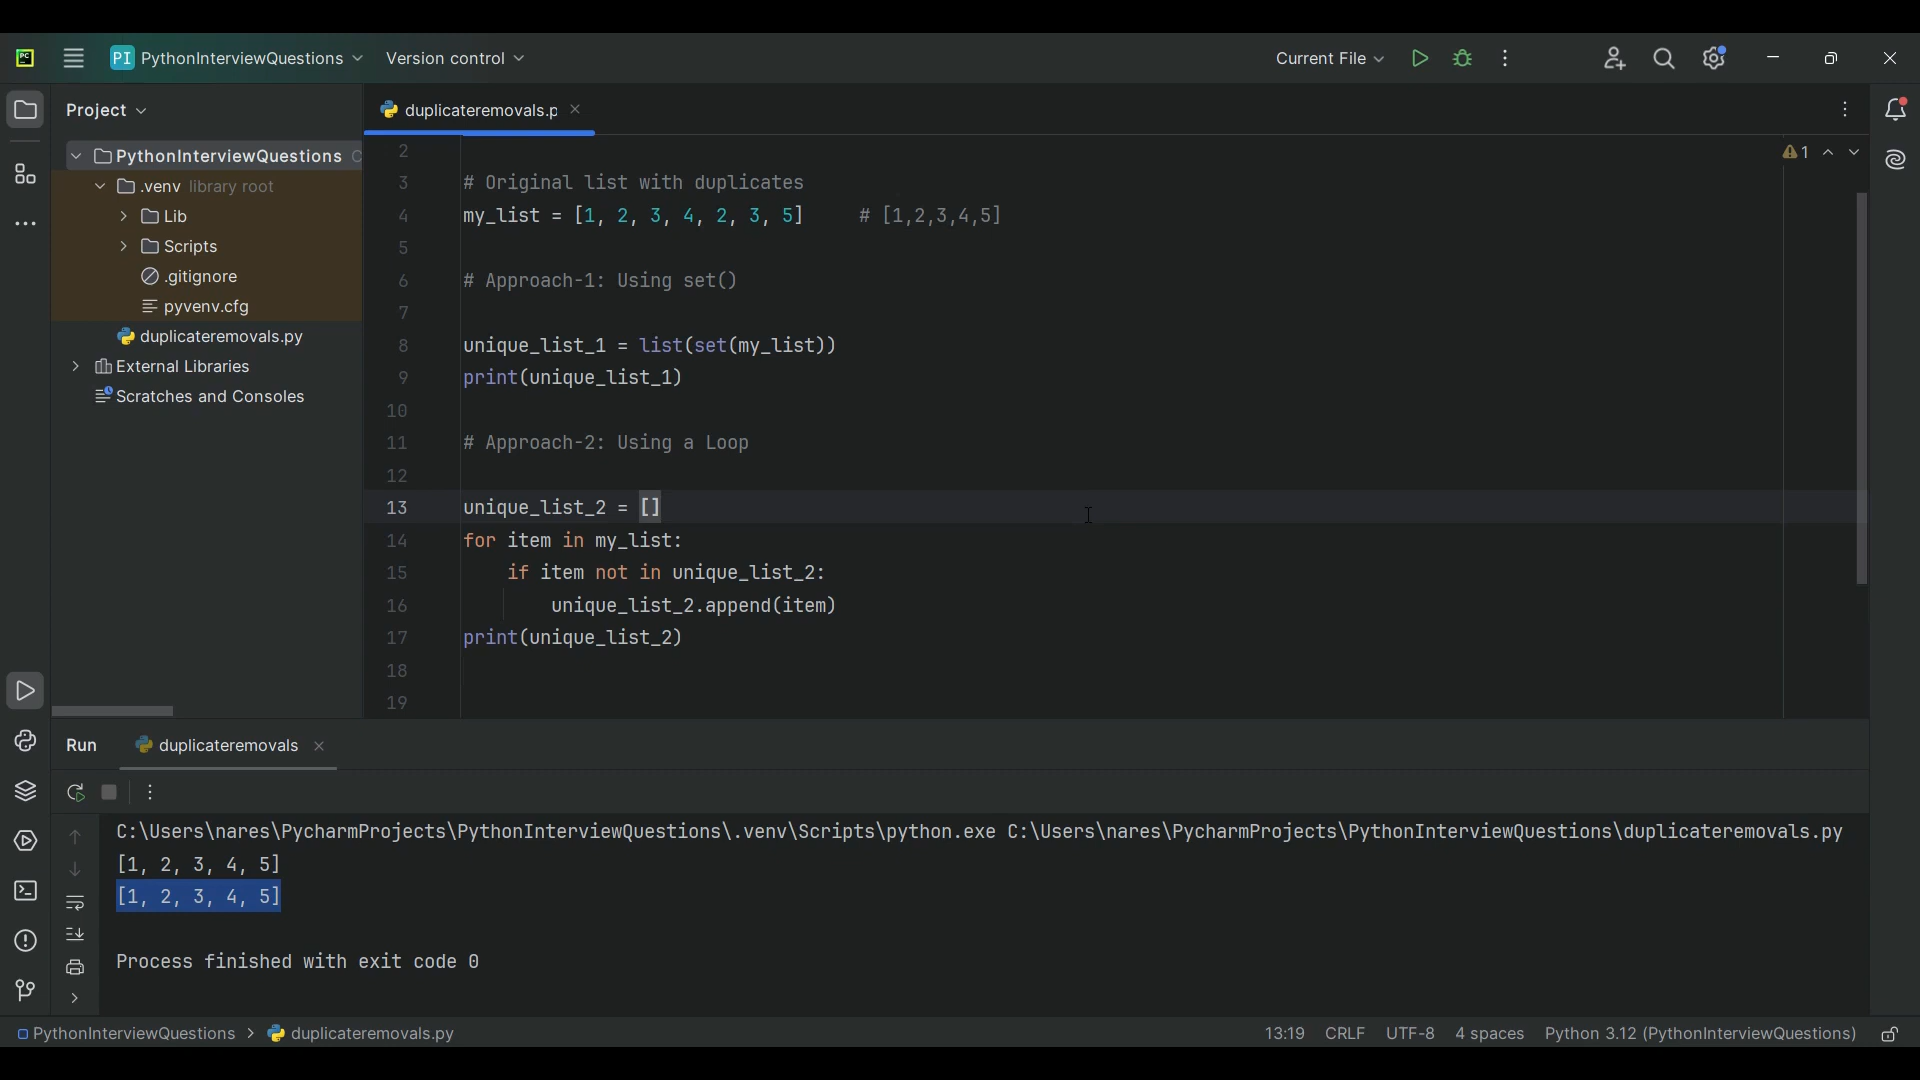 PC
PI PythonInterviewQuestions Version control Current File
Project
duplicateremovals.p
PythonInterviewQuestions C
.venv library root
Lib
Scripts
.gitignore
pyvenv.cfg
duplicateremovals.py
External Libraries
Scratches and Consoles
1
2
3 # Original list with duplicates
4 my_list = [1, 2, 3, 4, 2, 3, 5] # [1,2,3,4,5]
5
6 # Approach-1: Using set()
7
8 unique_list_1 = list(set(my_list))
9 print(unique_list_1)
10
11 # Approach-2: Using a Loop
12
13 unique_list_2 = []
14 for item in my_list:
15 if item not in unique_list_2:
16 unique_list_2.append(item)
17 print(unique_list_2)
18
19
Run duplicateremovals
C:\Users\nares\PycharmProjects\PythonInterviewQuestions\.venv\Scripts\python.exe C:\Users\nares\PycharmProjects\PythonInterviewQuestions\duplicateremovals.py
[1, 2, 3, 4, 5]
[1, 2, 3, 4, 5]
Process finished with exit code 0
PythonInterviewQuestions > duplicateremovals.py 13:19 CRLF UTF-8 4 spaces Python 3.12 (PythonInterviewQuestions)